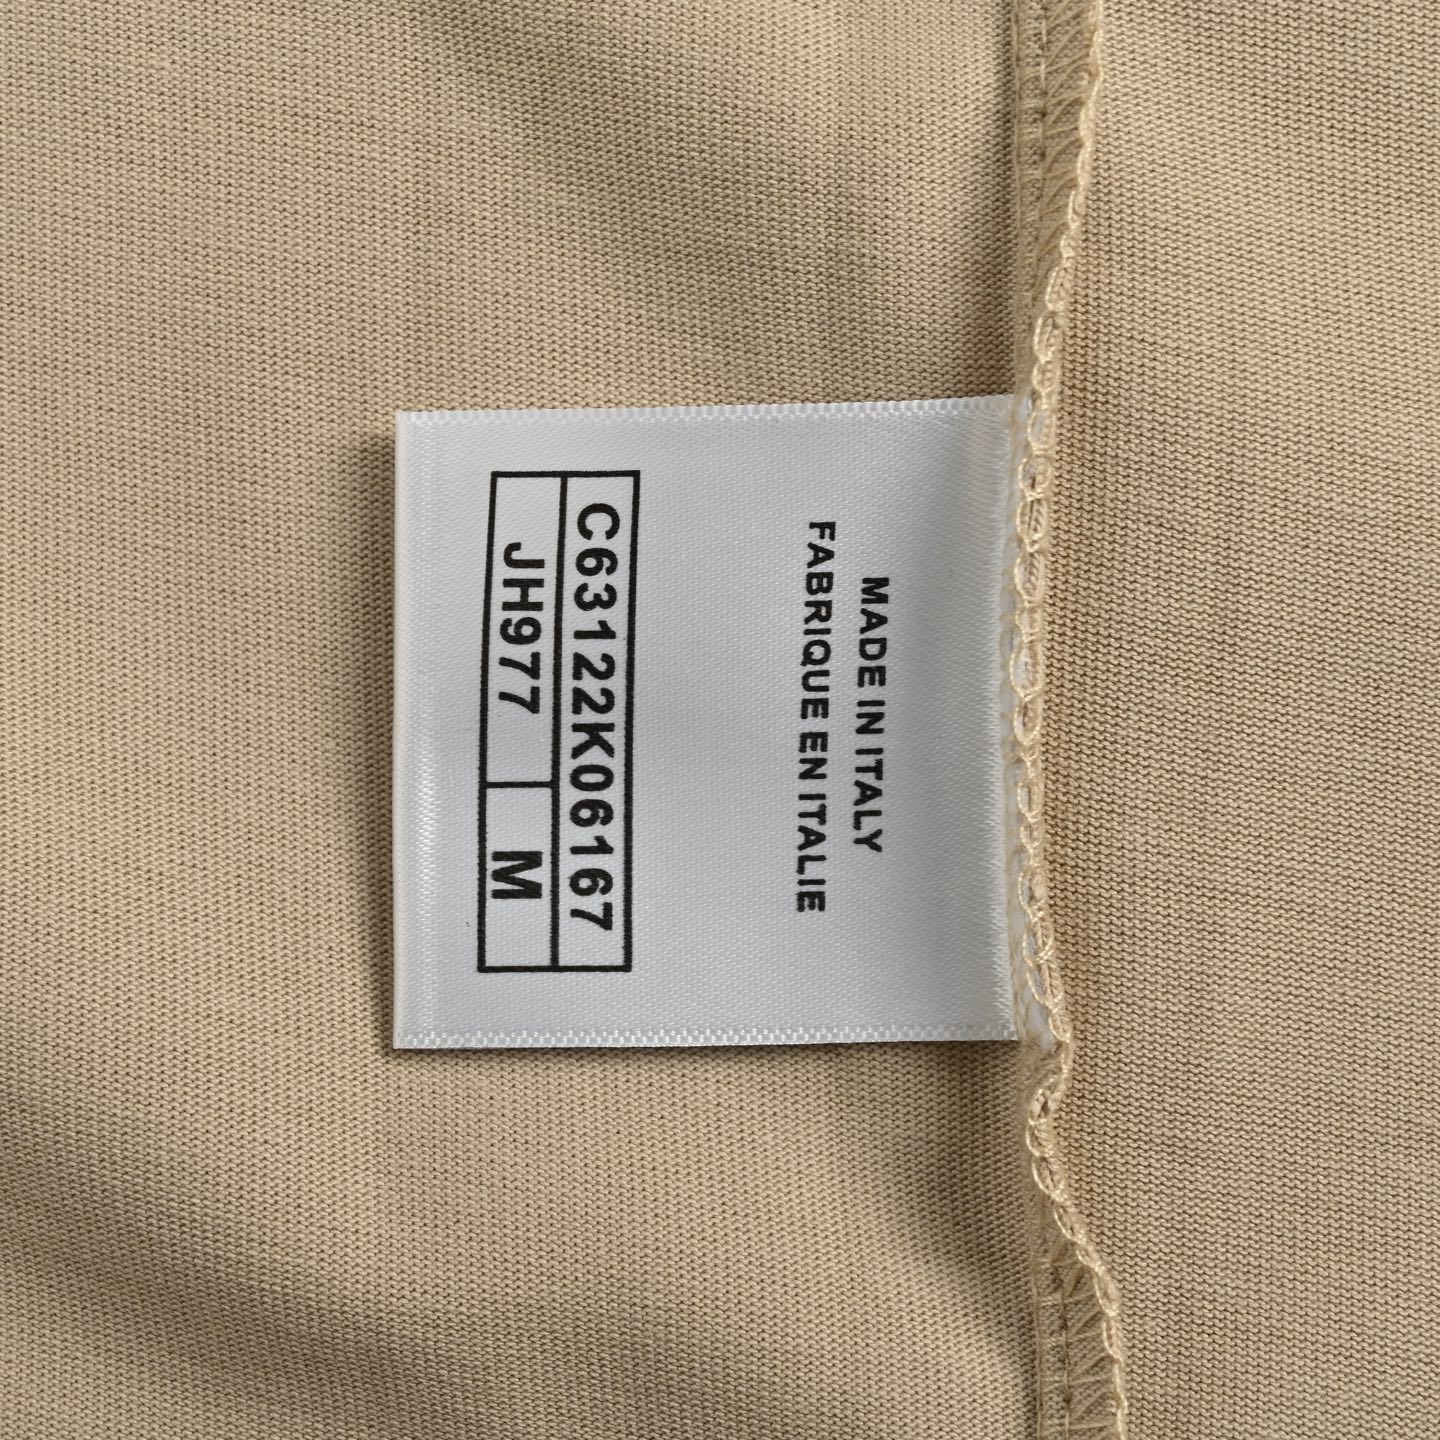 MADE IN ITALY
FABRIQUE EN ITALIE
C63122K06167
JH977 M